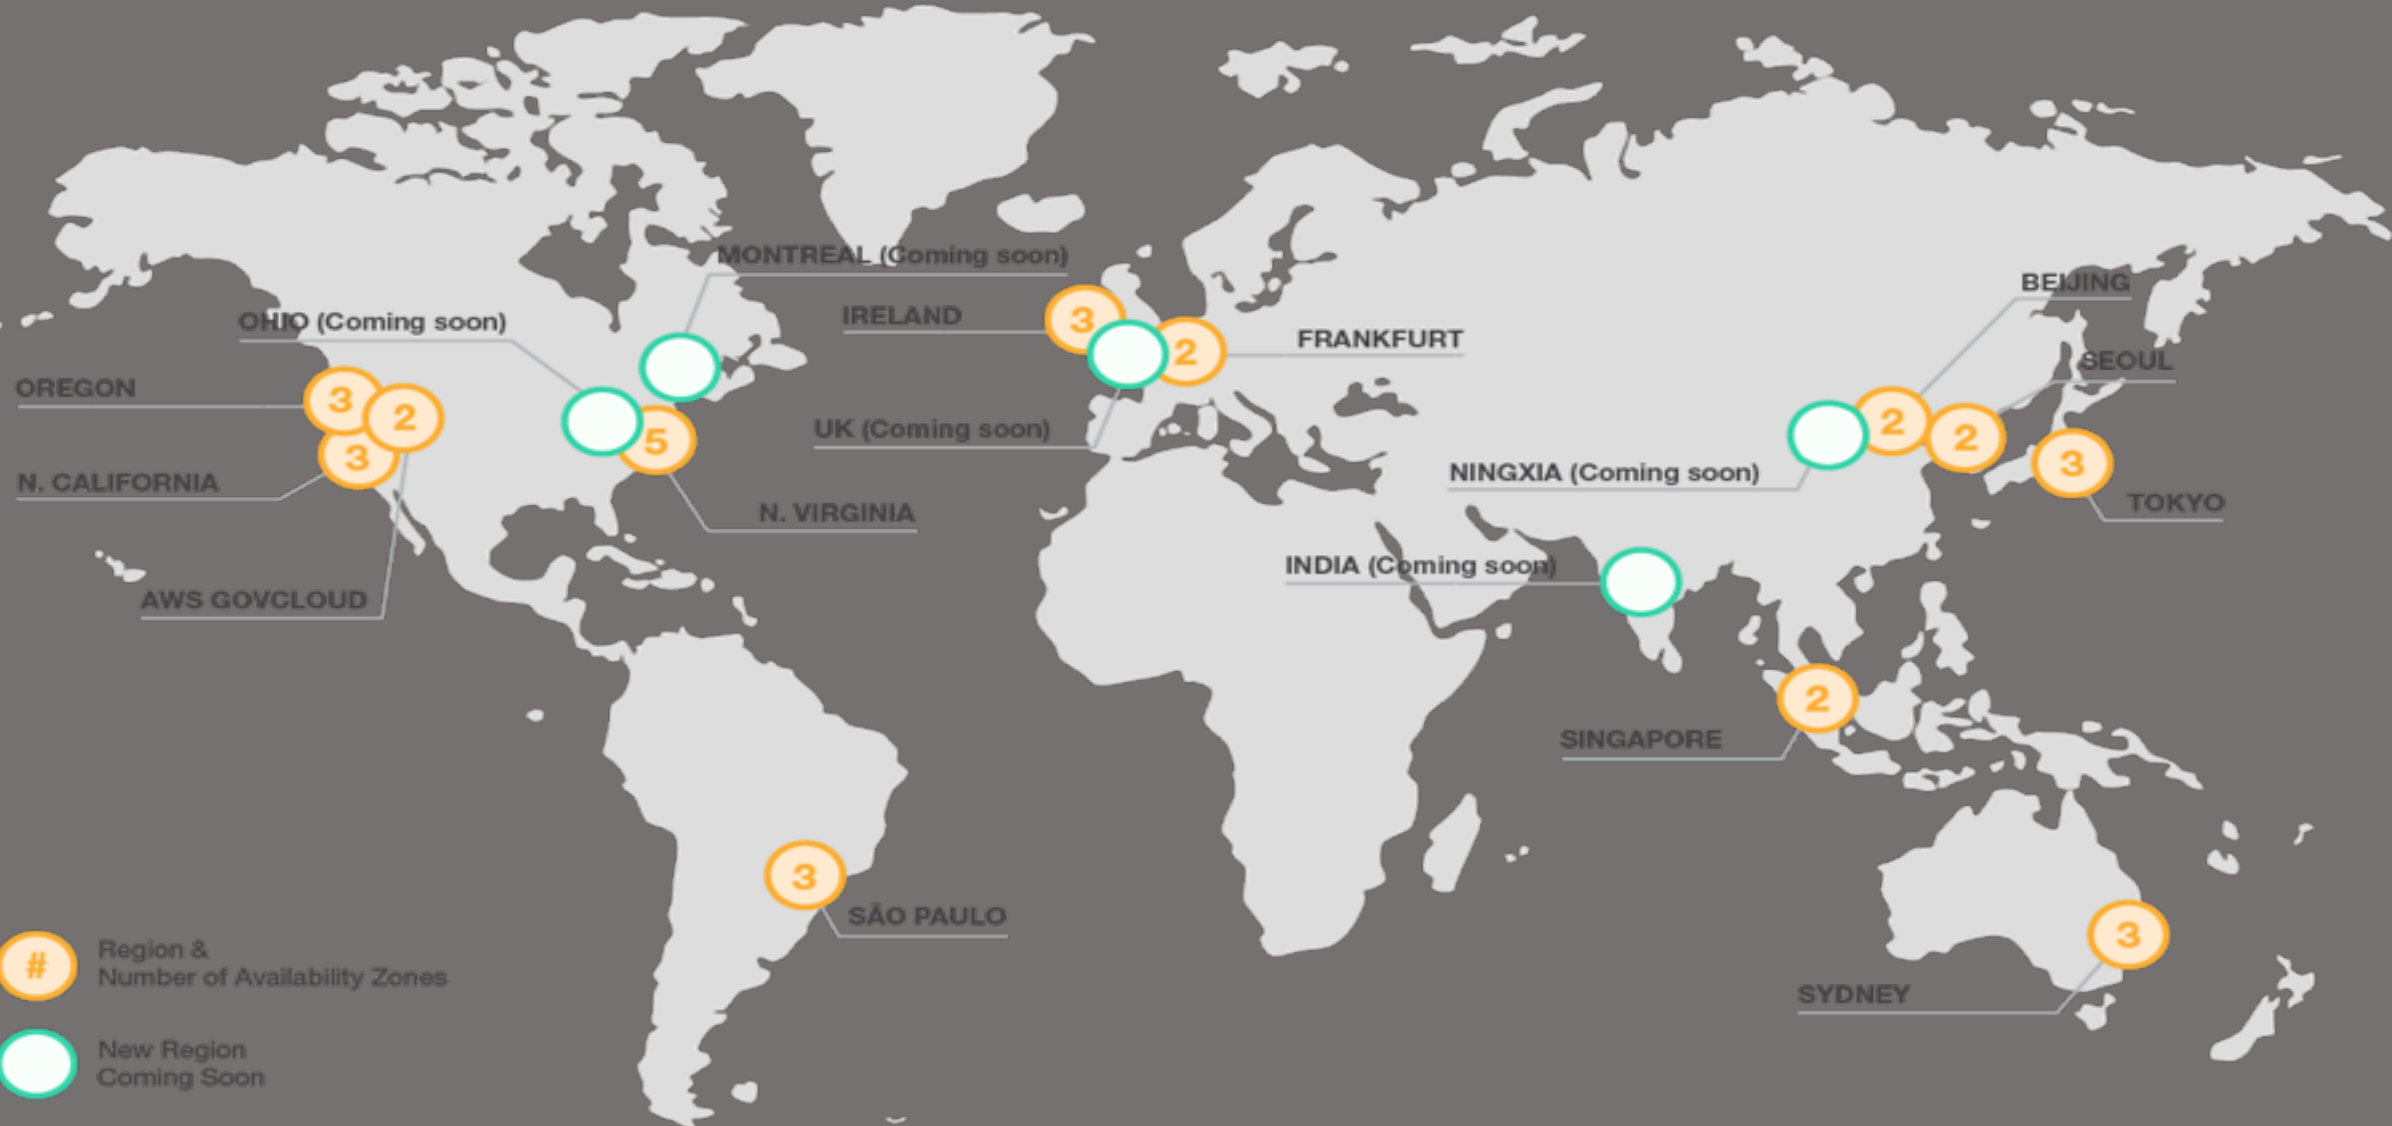 MONTREAL (Coming soon)
OHIO (Coming soon)
IRELAND
3
FRANKFURT
2
BEIJING
SEOUL
OREGON
3
2
UK (Coming soon)
5
2
2
3
N. CALIFORNIA
3
NINGXIA (Coming soon)
N. VIRGINIA
TOKYO
INDIA (Coming soon)
AWS GOVCLOUD
2
SINGAPORE
3
SÃO PAULO
3
SYDNEY
#
Region &
Number of Availability Zones
New Region
Coming Soon